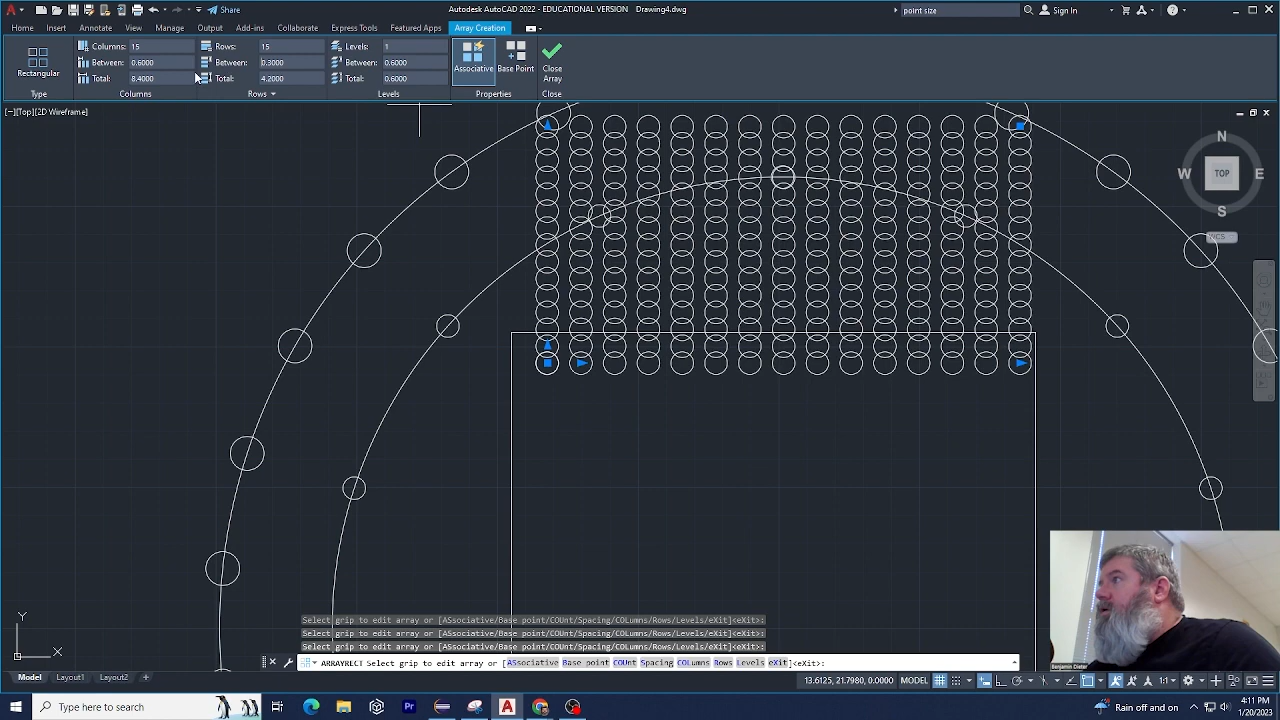 Share
Autodesk AutoCAD 2022 - EDUCATIONAL VERSION Drawing4.dwg
point size
Sign In
Home Insert Annotate View Manage Output Add-ins Collaborate Express Tools Featured Apps Array Creation
Columns: 15 Rows: 15 Levels: 1
Between: 0.6000 Between: 0.3000 Between: 0.6000
Total: 8.4000 Total: 4.2000 Total: 0.6000
Rectangular
Associative Base Point Close Array
Type Columns Rows Levels Properties Close
[−][Top][2D Wireframe]
N
W TOP E
S
WCS
Y
X
Select grip to edit array or [ASsociative/Base point/COUnt/Spacing/COLumns/Rows/Levels/eXit]<eXit>:
Select grip to edit array or [ASsociative/Base point/COUnt/Spacing/COLumns/Rows/Levels/eXit]<eXit>:
Select grip to edit array or [ASsociative/Base point/COUnt/Spacing/COLumns/Rows/Levels/eXit]<eXit>:
ARRAYRECT Select grip to edit array or [ASsociative Base point COUnt Spacing COLumns Rows Levels eXit]<eXit>:
Benjamin Dieter
Model Layout1 Layout2 +
13.6125, 21.7980, 0.0000 MODEL
1:1
Type here to search
Pr
A
Rain off and on
4:11 PM
1/20/2023